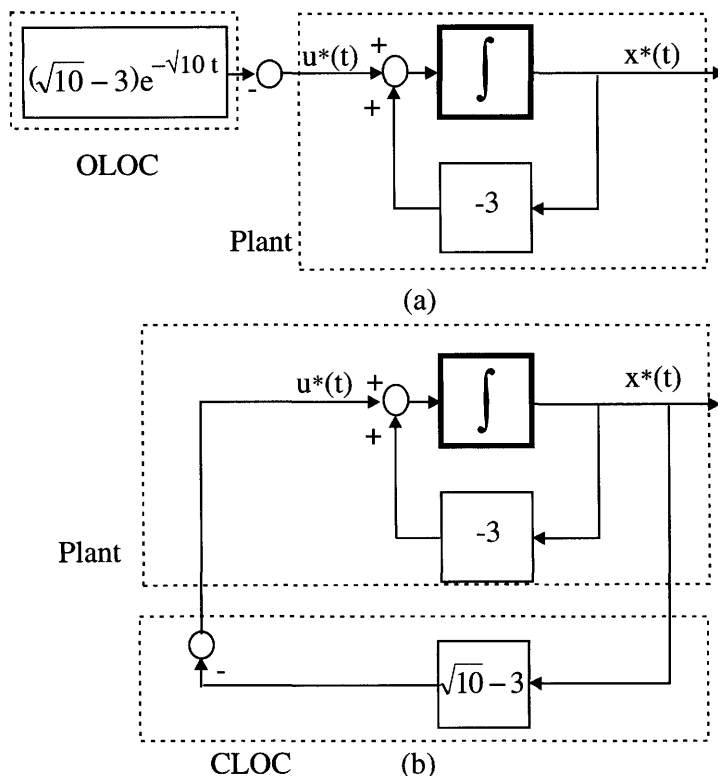 (√10 − 3)e^{-√10 t}
-
u*(t)
+
+
∫
x*(t)
-3
OLOC
Plant
(a)
u*(t)
+
+
∫
x*(t)
-3
Plant
-
√10 − 3
CLOC
(b)